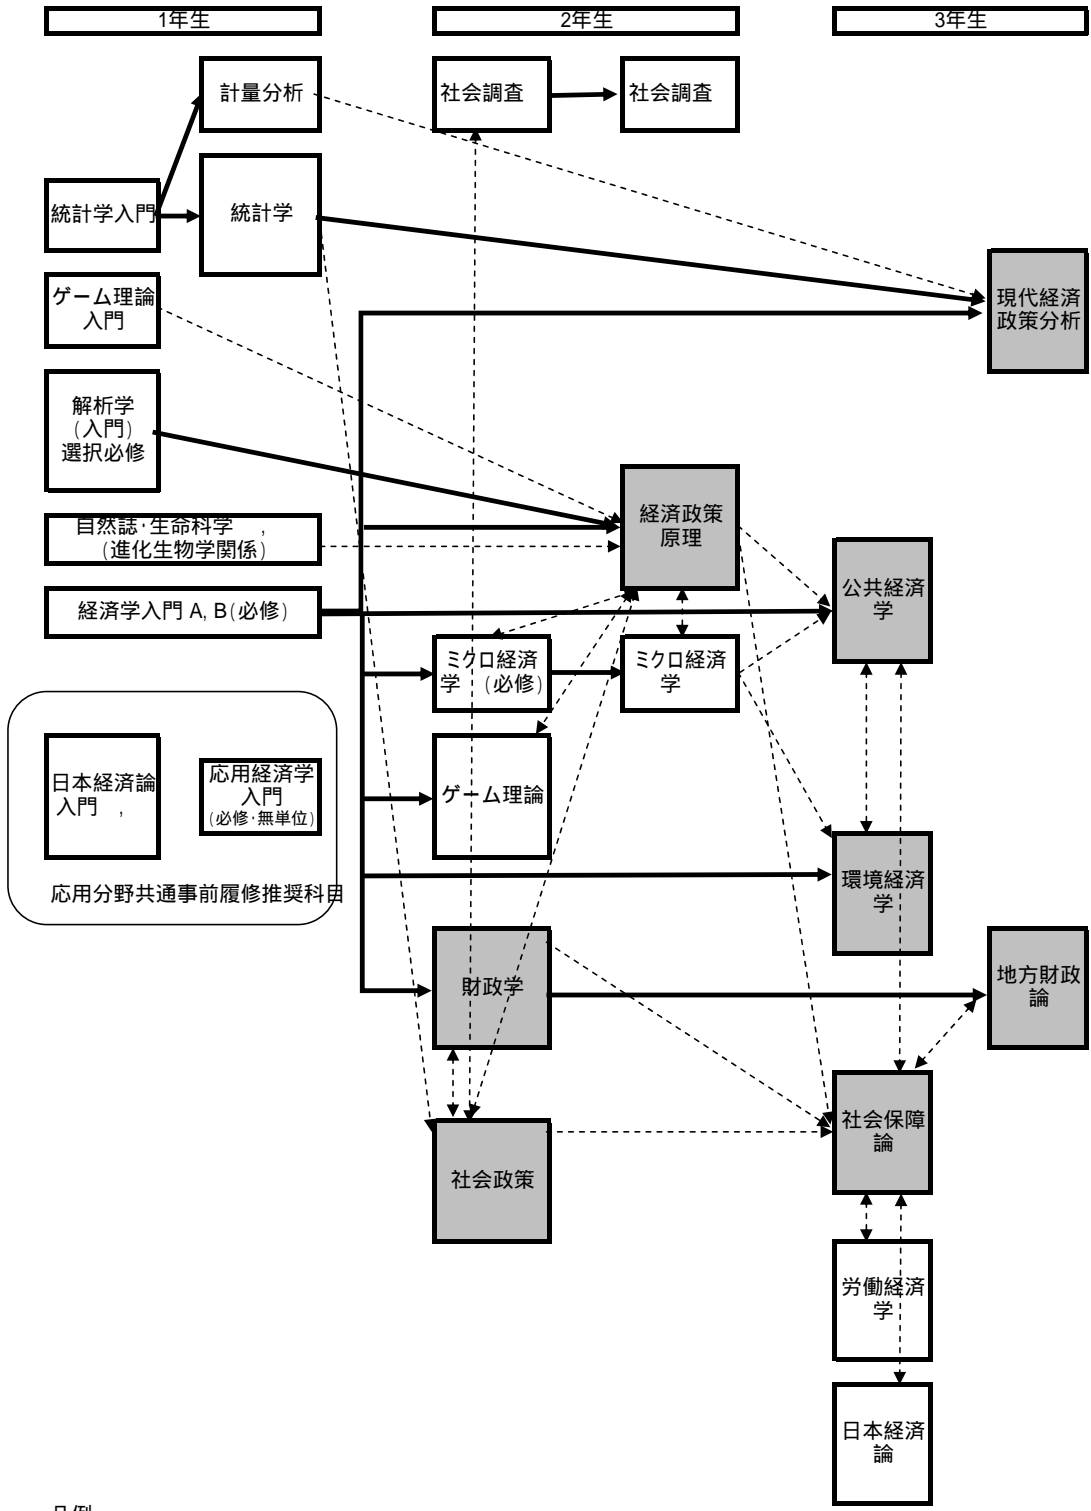 1年生
2年生
3年生
計量分析
社会調査
社会調査
統計学入門
統計学
ゲーム理論
入門
現代経済
政策分析
解析学
(入門)
選択必修
経済政策
原理
自然誌・生命科学 ,
(進化生物学関係)
公共経済
学
経済学入門 A, B(必修)
ミクロ経済
学 (必修)
ミクロ経済
学
日本経済論
入門 ,
応用経済学
入門
(必修・無単位)
ゲーム理論
応用分野共通事前履修推奨科目
環境経済
学
財政学
地方財政
論
社会保障
論
社会政策
労働経済
学
日本経済
論